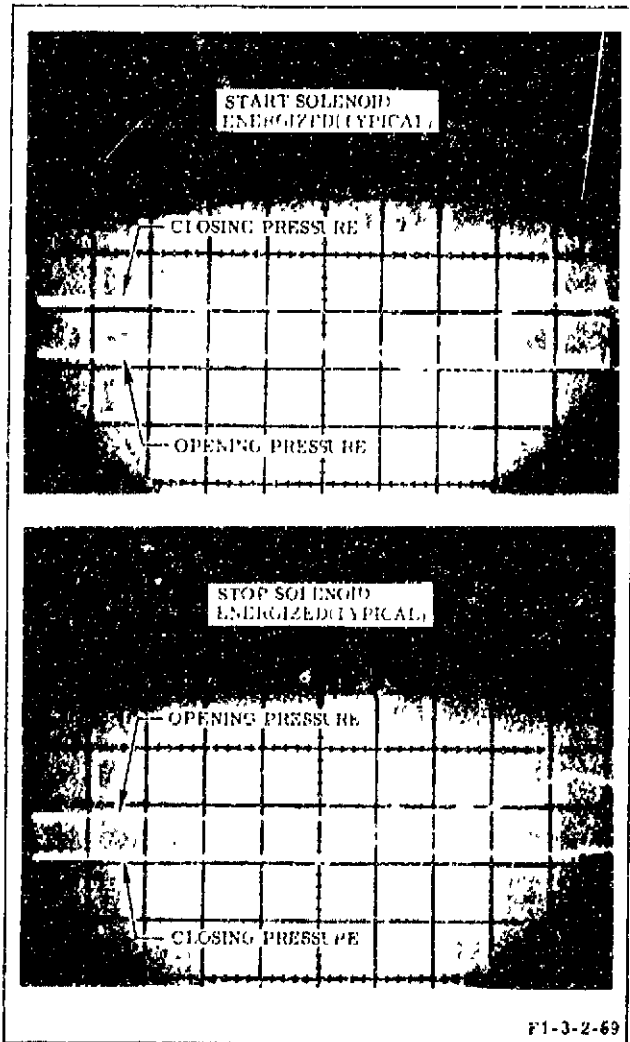 START SOLENOID
ENERGIZED(TYPICAL)
CLOSING PRESSURE
OPENING PRESSURE
STOP SOLENOID
ENERGIZED(TYPICAL)
OPENING PRESSURE
CLOSING PRESSURE
F1-3-2-69